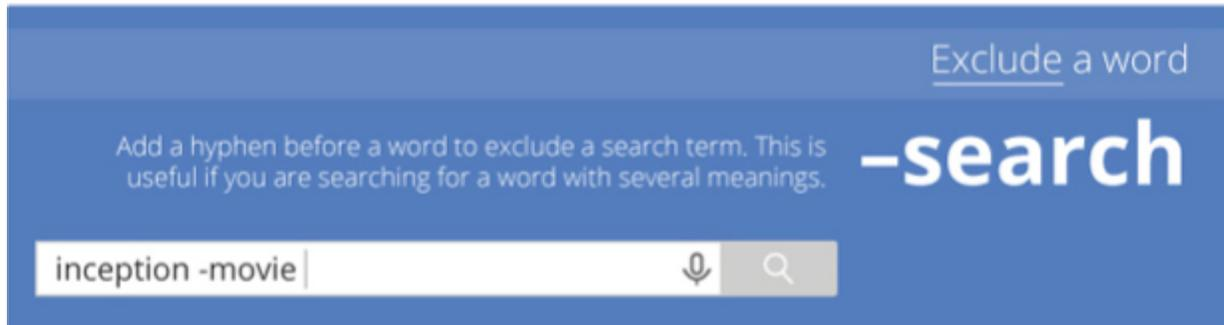 Exclude a word
Add a hyphen before a word to exclude a search term. This is
useful if you are searching for a word with several meanings.
–search
inception -movie